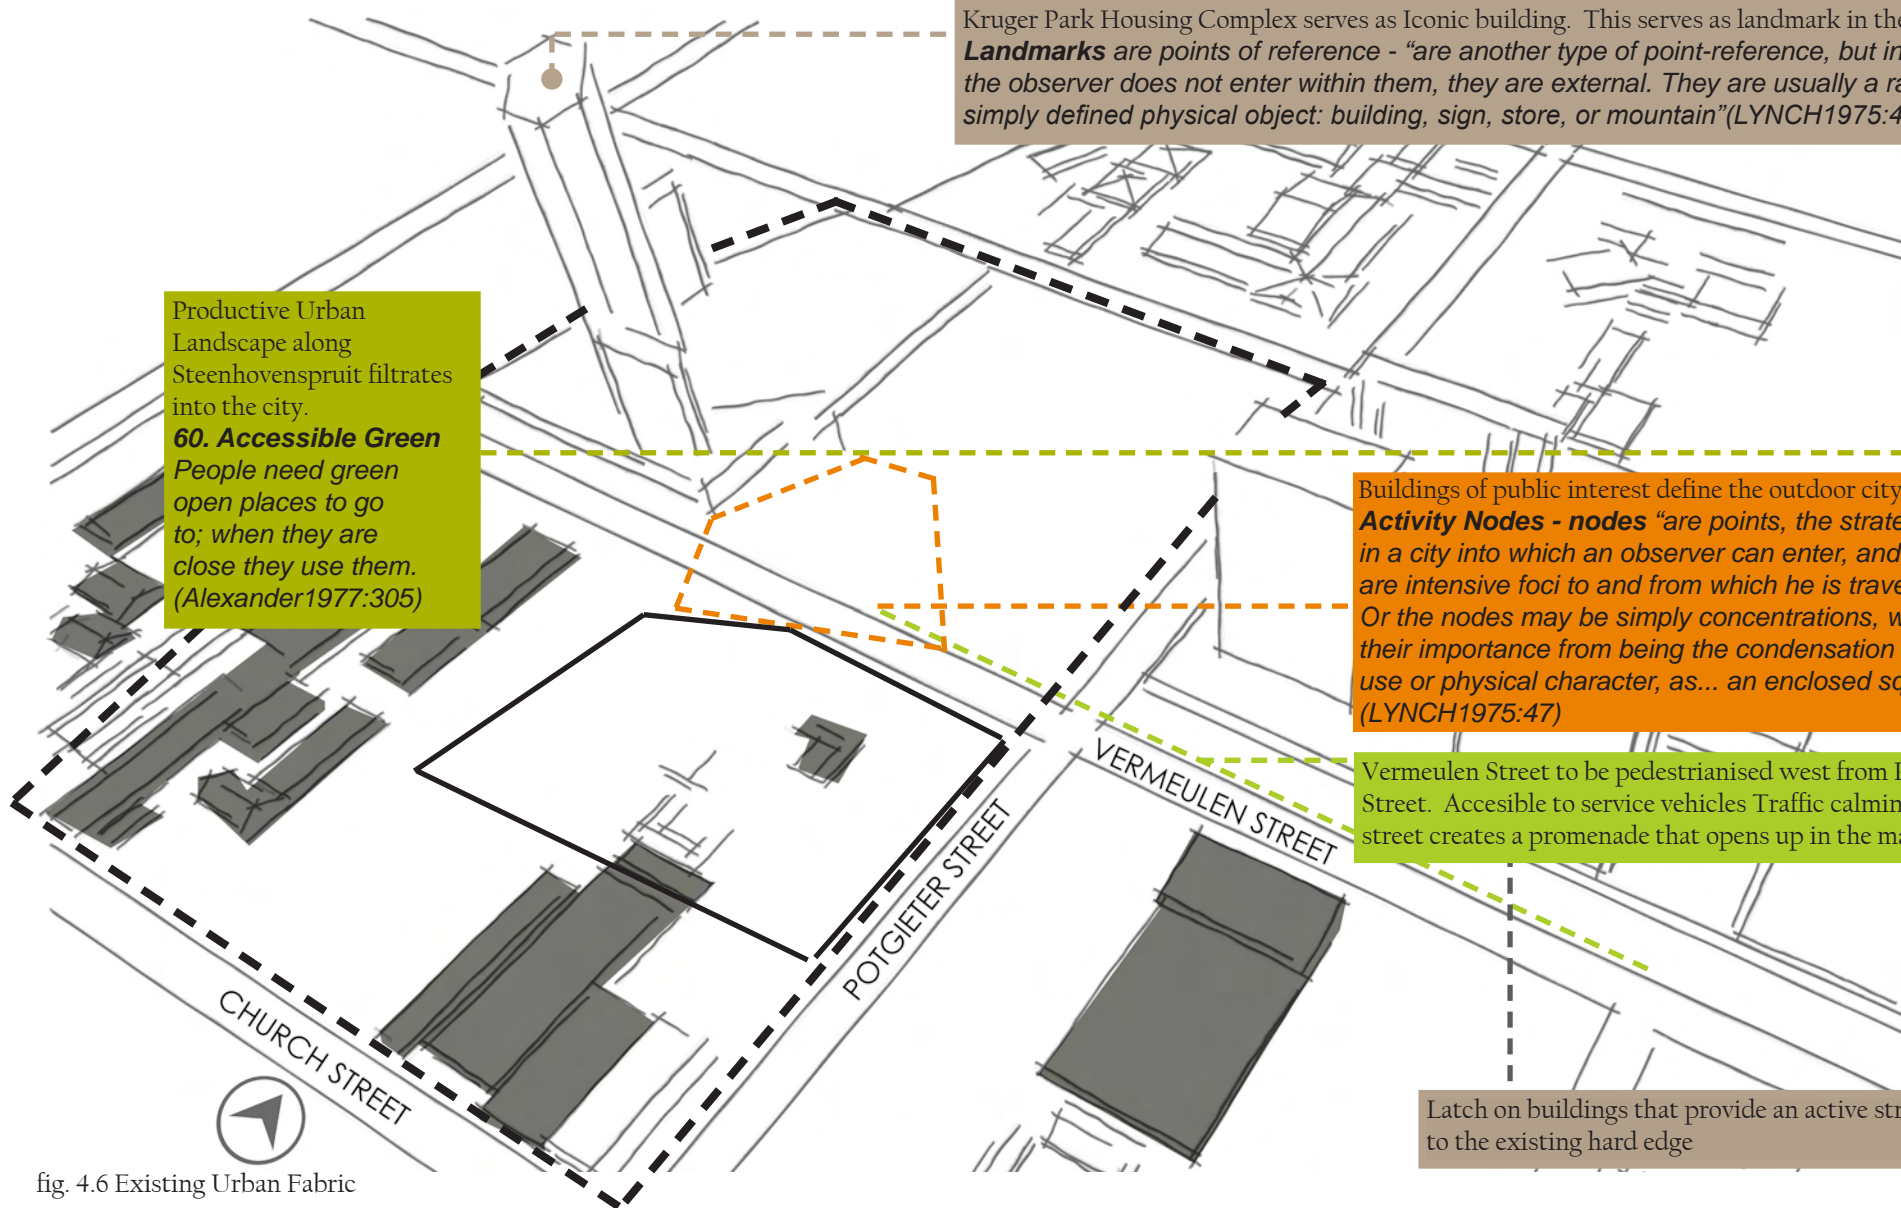 Kruger Park Housing Complex serves as Iconic building. This serves as landmark in the
Landmarks are points of reference - “are another type of point-reference, but in
the observer does not enter within them, they are external. They are usually a ra
simply defined physical object: building, sign, store, or mountain”(LYNCH1975:4
Productive Urban
Landscape along
Steenhovenspruit filtrates
into the city.
60. Accessible Green
People need green
open places to go
to; when they are
close they use them.
(Alexander1977:305)
Buildings of public interest define the outdoor city
Activity Nodes - nodes “are points, the strate
in a city into which an observer can enter, and
are intensive foci to and from which he is trave
Or the nodes may be simply concentrations, w
their importance from being the condensation
use or physical character, as... an enclosed sq
(LYNCH1975:47)
Vermeulen Street to be pedestrianised west from P
Street. Accesible to service vehicles Traffic calmin
street creates a promenade that opens up in the ma
VERMEULEN STREET
POTGIETER STREET
CHURCH STREET
Latch on buildings that provide an active str
to the existing hard edge
fig. 4.6 Existing Urban Fabric